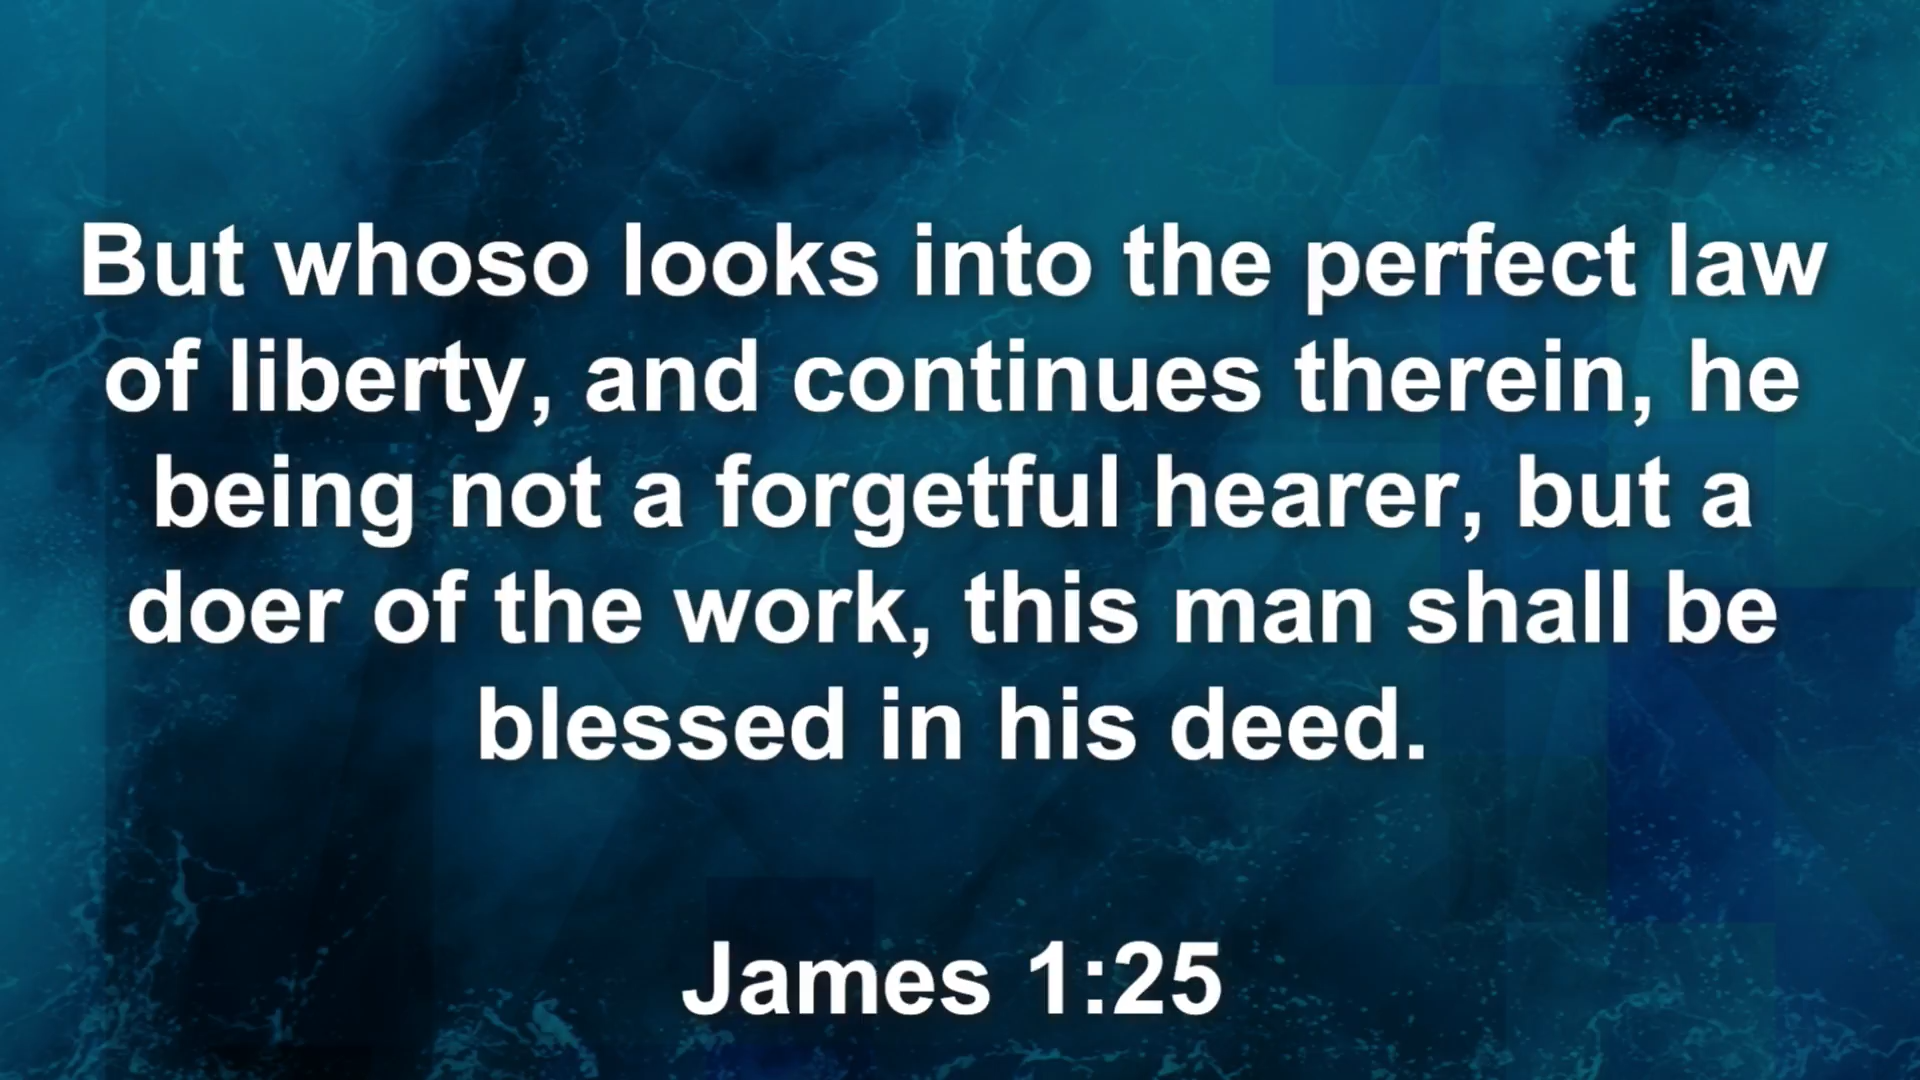 But whoso looks into the perfect law
of liberty, and continues therein, he
being not a forgetful hearer, but a
doer of the work, this man shall be
blessed in his deed.
James 1:25